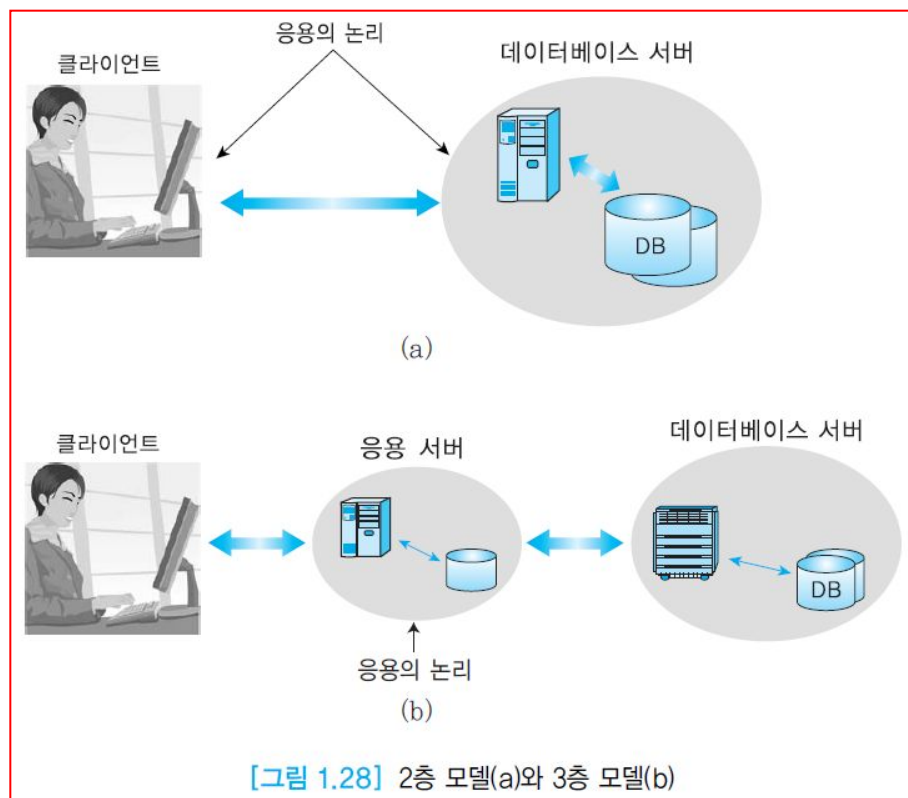 응용의 논리
클라이언트
데이터베이스 서버
DB
(a)
클라이언트
응용 서버
데이터베이스 서버
DB
응용의 논리
(b)
[그림 1.28] 2층 모델(a)와 3층 모델(b)